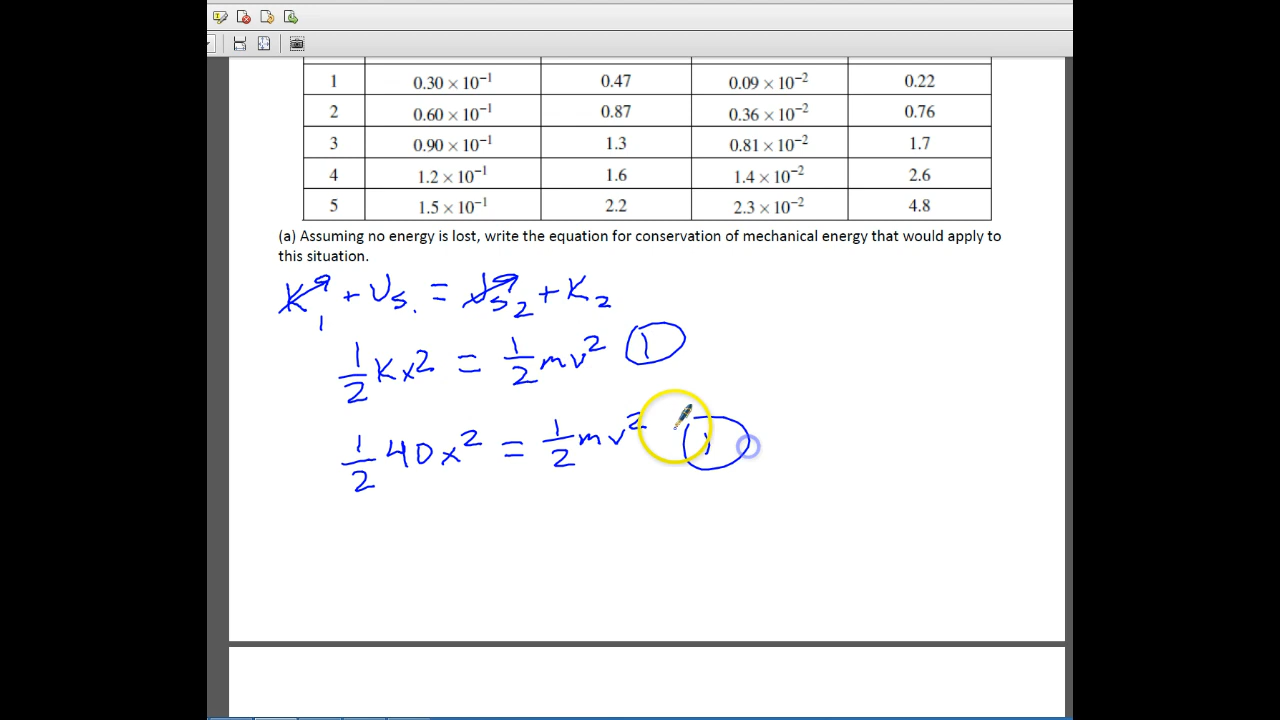 1 0.30 × 10⁻¹ 0.47 0.09 × 10⁻² 0.22
2 0.60 × 10⁻¹ 0.87 0.36 × 10⁻² 0.76
3 0.90 × 10⁻¹ 1.3 0.81 × 10⁻² 1.7
4 1.2 × 10⁻¹ 1.6 1.4 × 10⁻² 2.6
5 1.5 × 10⁻¹ 2.2 2.3 × 10⁻² 4.8
(a) Assuming no energy is lost, write the equation for conservation of mechanical energy that would apply to
this situation.
K₁ + Us₁ = Us₂ + K₂
1/2 Kx² = 1/2 mv² 1
1/2 40x² = 1/2 mv² 1